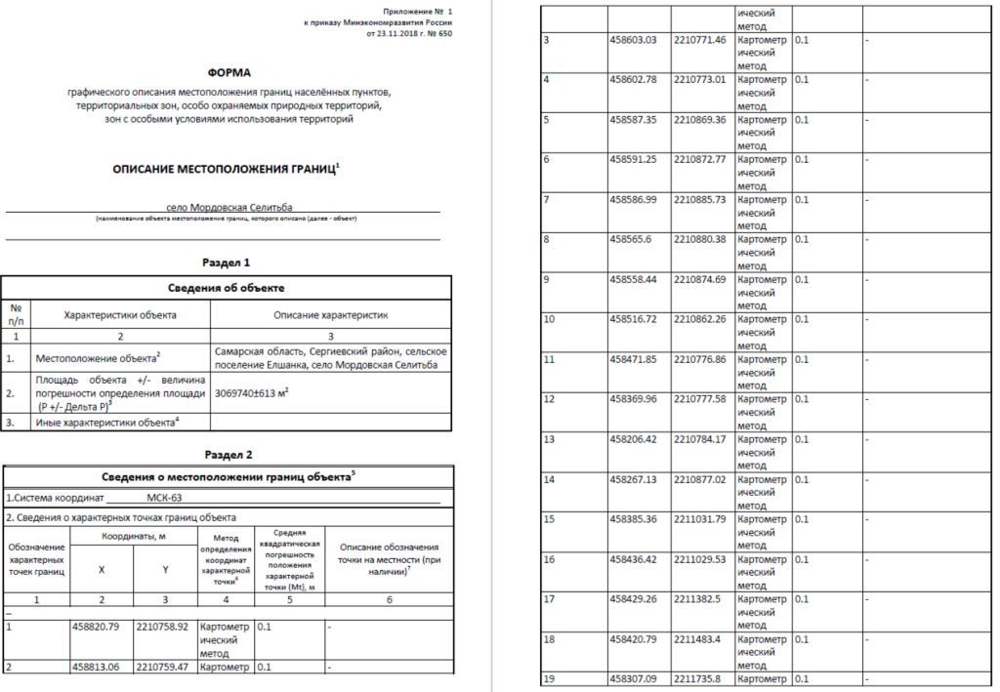 Приложение № 1
к приказу Минэкономразвития России
от 23.11.2018 г. № 650
ФОРМА
графического описания местоположения границ населённых пунктов,
территориальных зон, особо охраняемых природных территорий,
зон с особыми условиями использования территорий
ОПИСАНИЕ МЕСТОПОЛОЖЕНИЯ ГРАНИЦ1
село Мордовская Селитьба
(наименование объекта местоположение границ, которого описано (далее - объект)
Раздел 1
Сведения об объекте
№
п/п
Характеристики объекта
Описание характеристик
1 2 3
1.
Местоположение объекта2
Самарская область, Сергиевский район, сельское
поселение Елшанка, село Мордовская Селитьба
2.
Площадь объекта +/- величина
погрешности определения площади
(Р +/- Дельта Р)3
3069740±613 м2
3. Иные характеристики объекта4
Раздел 2
Сведения о местоположении границ объекта5
1.Система координат МСК-63
2. Сведения о характерных точках границ объекта
Обозначение
характерных
точек границ
Координаты, м
X Y
Метод
определения
координат
характерной
точки6
Средняя
квадратическая
погрешность
положения
характерной
точки (Mt), м
Описание обозначения
точки на местности (при
наличии)7
1 2 3 4 5 6
–
1 458820.79 2210758.92 Картометр 0.1 -
ический
метод
2 458813.06 2210759.47 Картометр 0.1 -
ический
метод
3 458603.03 2210771.46 Картометр 0.1 -
ический
метод
4 458602.78 2210773.01 Картометр 0.1 -
ический
метод
5 458587.35 2210869.36 Картометр 0.1 -
ический
метод
6 458591.25 2210872.77 Картометр 0.1 -
ический
метод
7 458586.99 2210885.73 Картометр 0.1 -
ический
метод
8 458565.6 2210880.38 Картометр 0.1 -
ический
метод
9 458558.44 2210874.69 Картометр 0.1 -
ический
метод
10 458516.72 2210862.26 Картометр 0.1 -
ический
метод
11 458471.85 2210776.86 Картометр 0.1 -
ический
метод
12 458369.96 2210777.58 Картометр 0.1 -
ический
метод
13 458206.42 2210784.17 Картометр 0.1 -
ический
метод
14 458267.13 2210877.02 Картометр 0.1 -
ический
метод
15 458385.36 2211031.79 Картометр 0.1 -
ический
метод
16 458436.42 2211029.53 Картометр 0.1 -
ический
метод
17 458429.26 2211382.5 Картометр 0.1 -
ический
метод
18 458420.79 2211483.4 Картометр 0.1 -
ический
метод
19 458307.09 2211735.8 Картометр 0.1 -